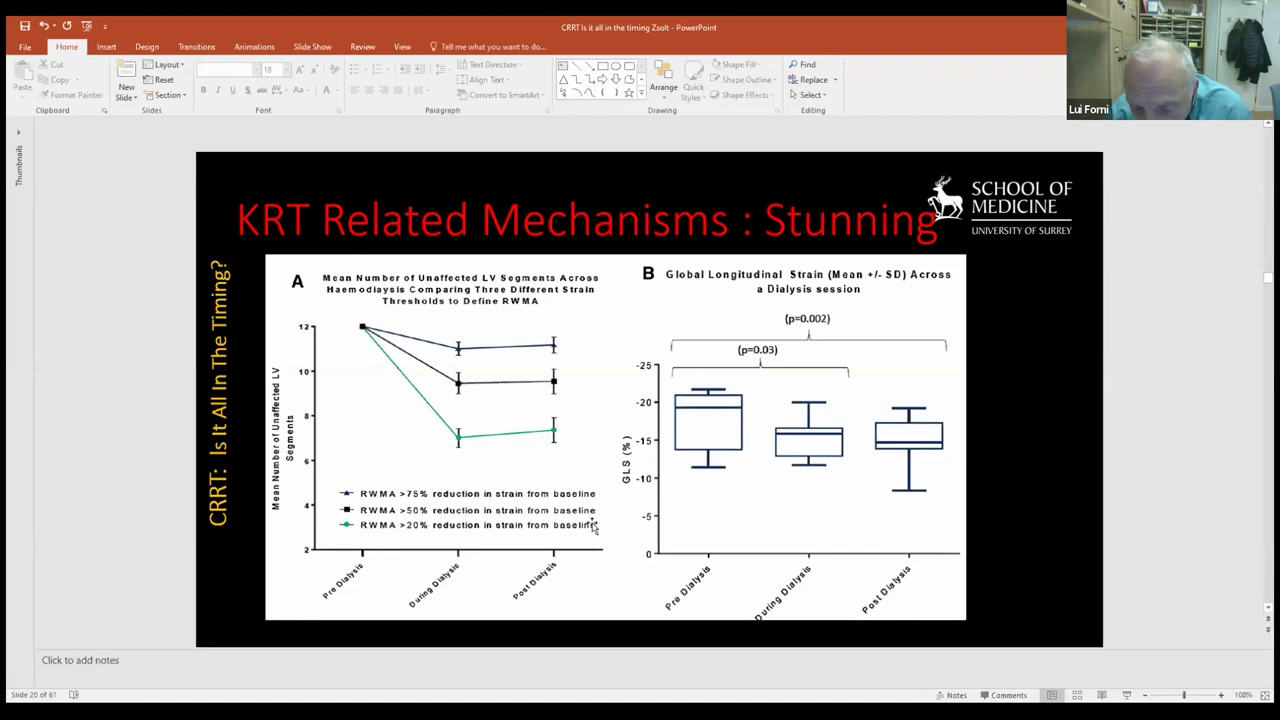 CRRT Is it all in the timing Zsolt - PowerPoint
File Home Insert Design Transitions Animations Slide Show Review View Tell me what you want to do...
Paste
Cut
Copy
Format Painter
Clipboard
New
Slide
Layout
Reset
Section
Slides
18
B I U S abc AV Aa A
Font
Text Direction
Align Text
Convert to SmartArt
Paragraph
Arrange
Quick
Styles
Shape Fill
Shape Outline
Shape Effects
Drawing
Find
Replace
Select
Editing
Lui Forni
Thumbnails
KRT Related Mechanisms : Stunning
SCHOOL OF
MEDICINE
UNIVERSITY OF SURREY
CRRT: Is It All In The Timing?
A
Mean Number of Unaffected LV Segments Across
Haemodiaysis Comparing Three Different Strain
Thresholds to Define RWMA
Mean Number of Unaffected LV
Segments
12
10
8
6
4
2
RWMA >75% reduction in strain from baseline
RWMA >50% reduction in strain from baseline
RWMA >20% reduction in strain from baseline
Pre Dialysis
During Dialysis
Post Dialysis
B
Global Longitudinal Strain (Mean +/- SD) Across
a Dialysis session
(p=0.002)
(p=0.03)
GLS (%)
-25
-20
-15
-10
-5
0
Pre Dialysis
During Dialysis
Post Dialysis
Click to add notes
Slide 20 of 61
Notes
Comments
108%